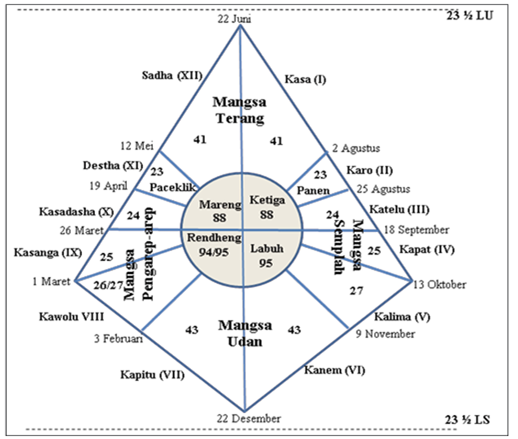 22 Juni
23 ½ LU
Sadha (XII)
Kasa (I)
Mangsa
Terang
41
41
12 Mei
2 Agustus
Destha (XI)
Karo (II)
23
23
19 April
Paceklik
Panen
25 Agustus
Mareng
88
Ketiga
88
Kasadasha (X)
24
24
Katelu (III)
26 Maret
18 September
Rendheng
94/95
Labuh
95
Kasanga (IX)
25
25
Kapat (IV)
Mangsa
Pengarep-arep
Mangsa
Semplah
1 Maret
26/27
27
13 Oktober
Kawolu VIII
Kalima (V)
43
Mangsa
Udan
43
3 Februari
9 November
Kapitu (VII)
Kanem (VI)
22 Desember
23 ½ LS